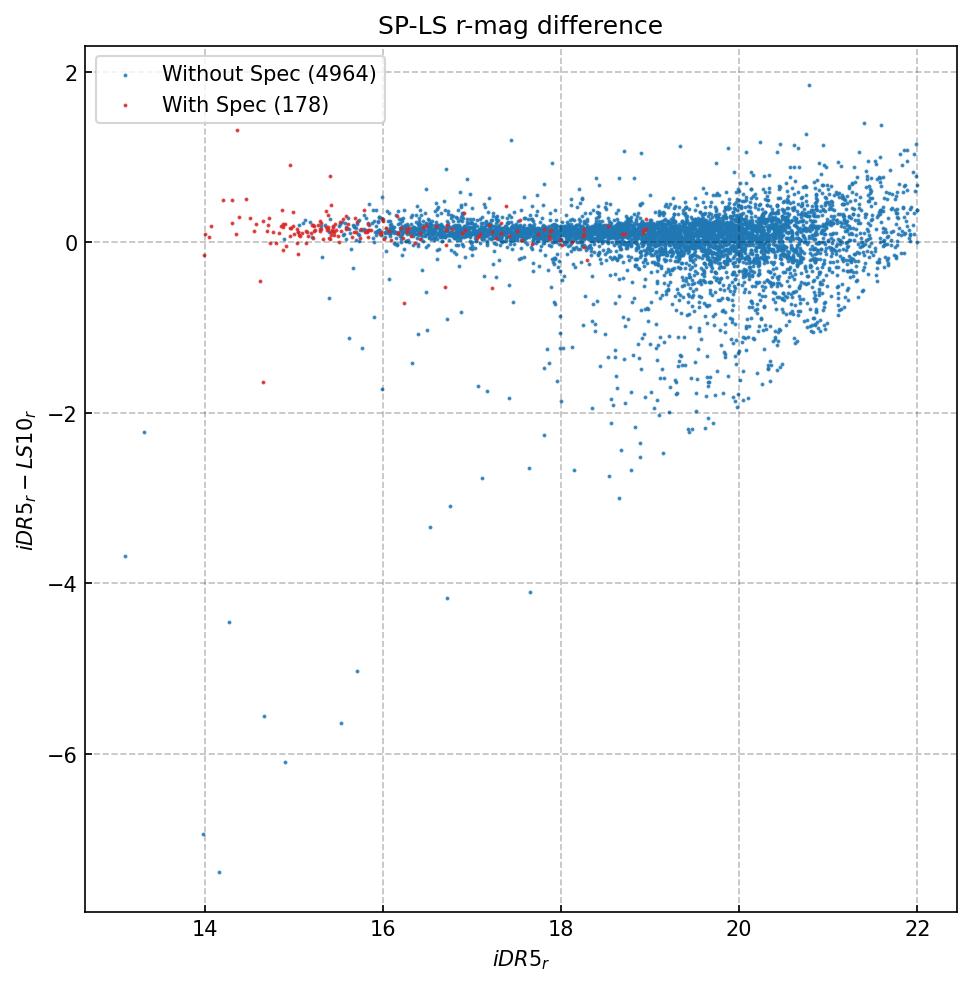 SP-LS r-mag difference
Without Spec (4964)
With Spec (178)
2
0
−2
−4
−6
iDR5r − LS10r
14 16 18 20 22
iDR5r